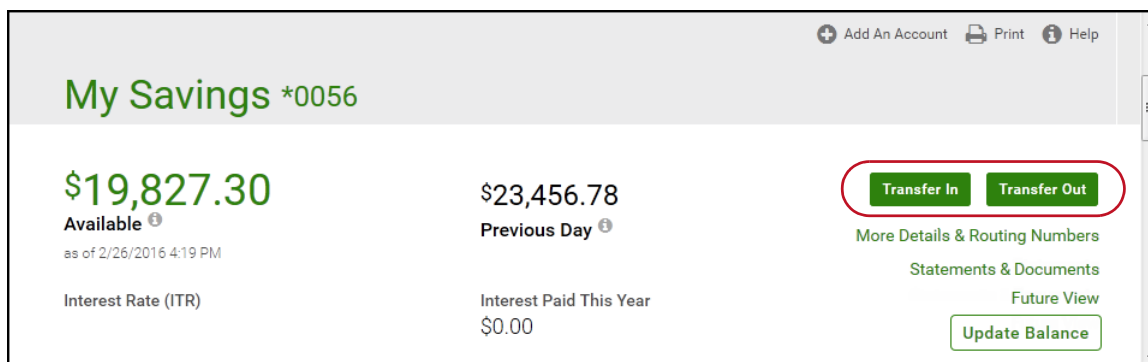 Add An Account Print Help
My Savings *0056
$19,827.30
Available
as of 2/26/2016 4:19 PM
Interest Rate (ITR)
$23,456.78
Previous Day
Interest Paid This Year
$0.00
Transfer In Transfer Out
More Details & Routing Numbers
Statements & Documents
Future View
Update Balance